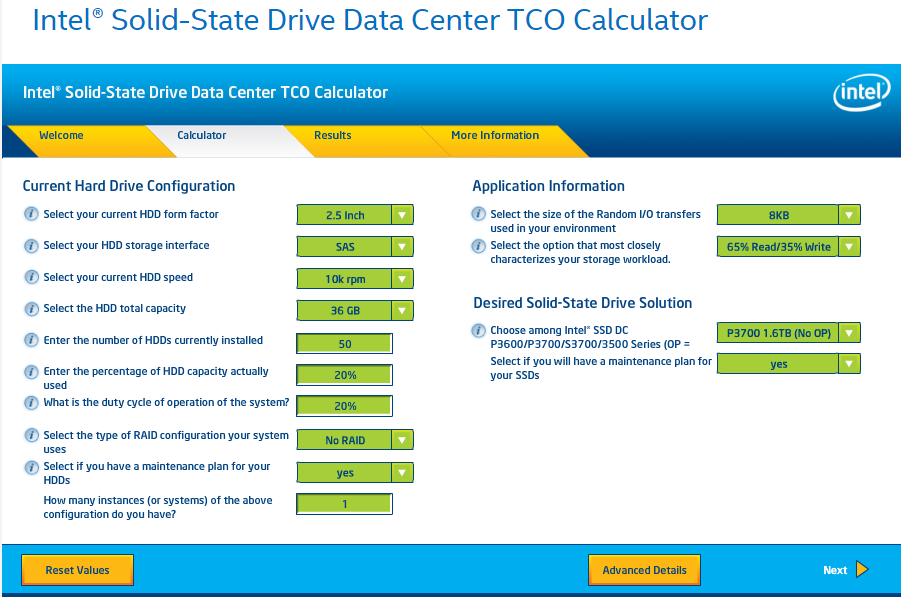 Intel® Solid-State Drive Data Center TCO Calculator
Intel® Solid-State Drive Data Center TCO Calculator
intel
Welcome
Calculator
Results
More Information
Current Hard Drive Configuration
Select your current HDD form factor
2.5 Inch
Select your HDD storage interface
SAS
Select your current HDD speed
10k rpm
Select the HDD total capacity
36 GB
Enter the number of HDDs currently installed
50
Enter the percentage of HDD capacity actually
used
20%
What is the duty cycle of operation of the system?
20%
Select the type of RAID configuration your system
uses
No RAID
Select if you have a maintenance plan for your
HDDs
yes
How many instances (or systems) of the above
configuration do you have?
1
Application Information
Select the size of the Random I/O transfers
used in your environment
8KB
Select the option that most closely
characterizes your storage workload.
65% Read/35% Write
Desired Solid-State Drive Solution
Choose among Intel® SSD DC
P3600/P3700/S3700/3500 Series (OP =
P3700 1.6TB (No OP)
Select if you will have a maintenance plan for
your SSDs
yes
Reset Values
Advanced Details
Next